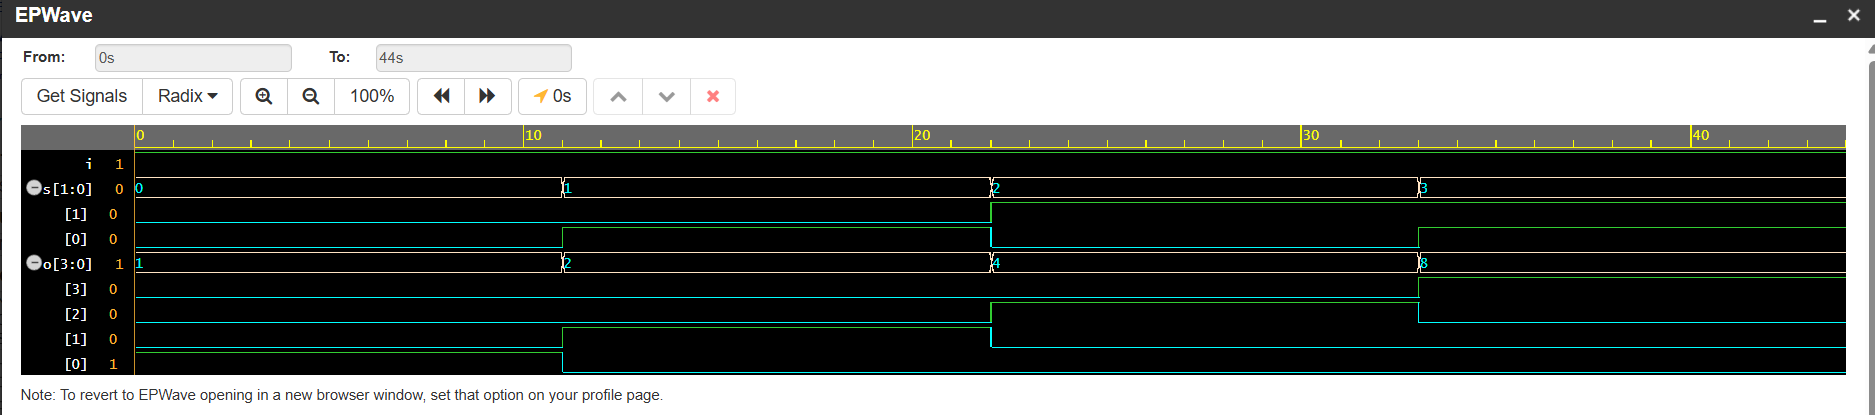 EPWave
From: 0s To: 44s
Get Signals Radix 100% 0s
0 10 20 30 40
i 1
s[1:0] 0 0 1 2 3
[1] 0
[0] 0
o[3:0] 1 1 2 4 8
[3] 0
[2] 0
[1] 0
[0] 1
Note: To revert to EPWave opening in a new browser window, set that option on your profile page.